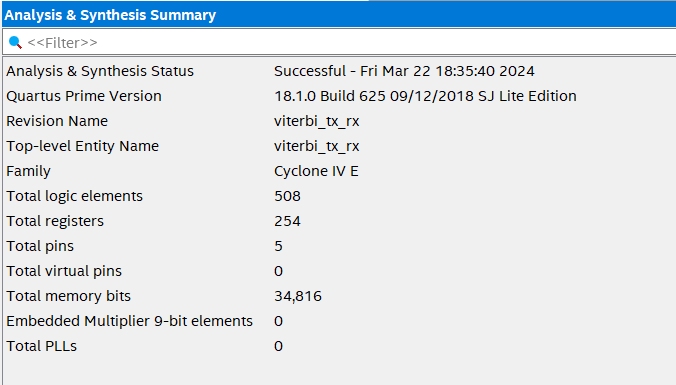 Analysis & Synthesis Summary
<<Filter>>
Analysis & Synthesis Status Successful - Fri Mar 22 18:35:40 2024
Quartus Prime Version 18.1.0 Build 625 09/12/2018 SJ Lite Edition
Revision Name viterbi_tx_rx
Top-level Entity Name viterbi_tx_rx
Family Cyclone IV E
Total logic elements 508
Total registers 254
Total pins 5
Total virtual pins 0
Total memory bits 34,816
Embedded Multiplier 9-bit elements 0
Total PLLs 0